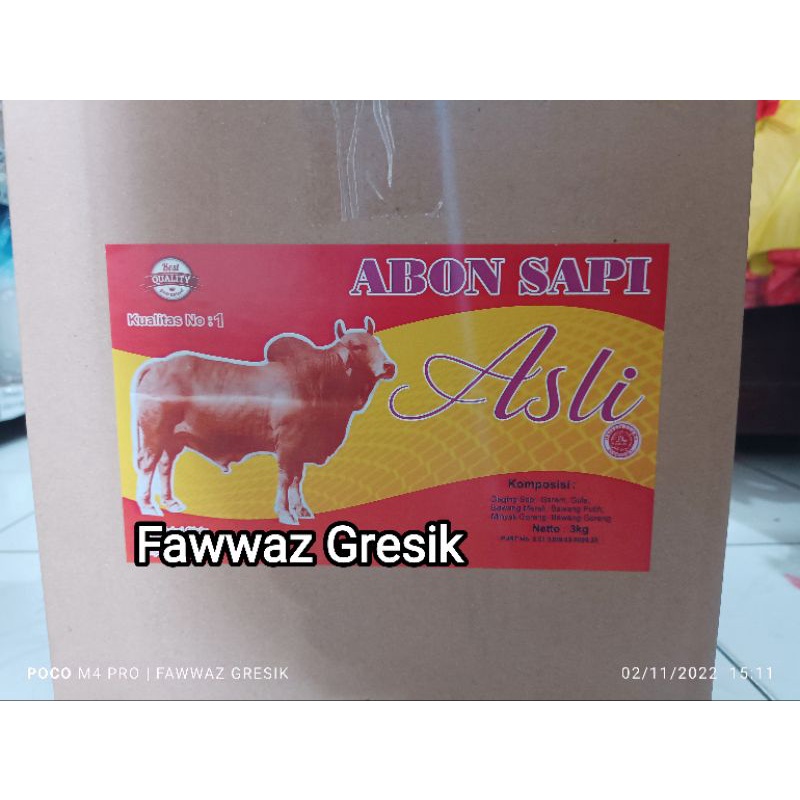 Best
QUALITY
ABON SAPI
Kualitas No : 1
Asli
Komposisi :
Daging Sapi, Garam, Gula,
Bawang Merah, Bawang Putih,
Minyak Goreng, Bawang Goreng
Netto : 3kg
Fawwaz Gresik
POCO M4 PRO | FAWWAZ GRESIK
02/11/2022 15.11